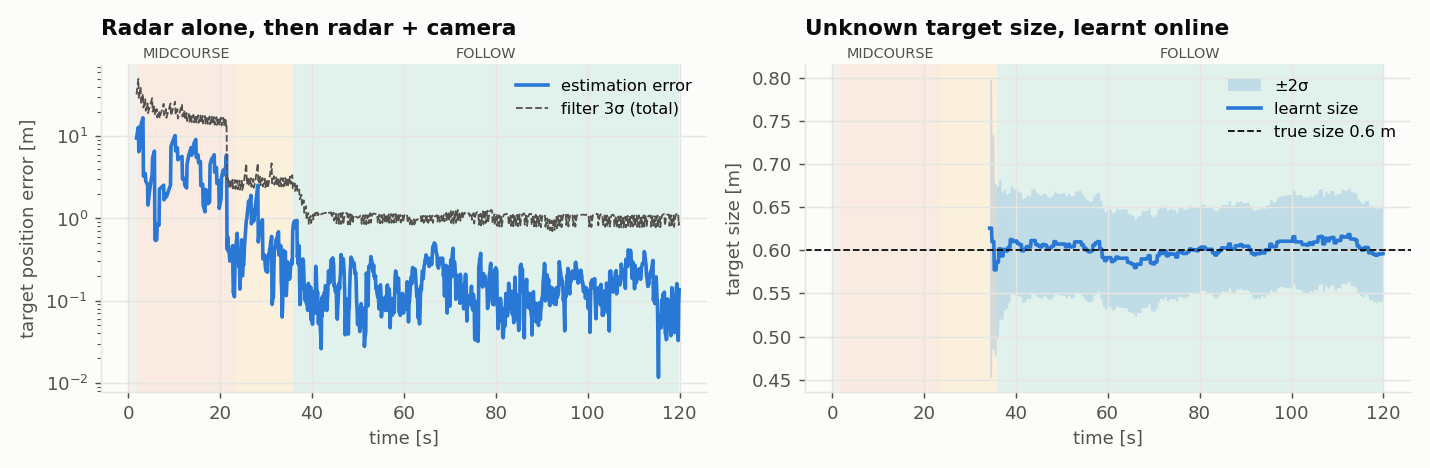 Radar alone, then radar + camera
MIDCOURSE
FOLLOW
estimation error
filter 3σ (total)
target position error [m]
10¹
10⁰
10⁻¹
10⁻²
0
20
40
60
80
100
120
time [s]
Unknown target size, learnt online
MIDCOURSE
FOLLOW
±2σ
learnt size
true size 0.6 m
target size [m]
0.80
0.75
0.70
0.65
0.60
0.55
0.50
0.45
0
20
40
60
80
100
120
time [s]